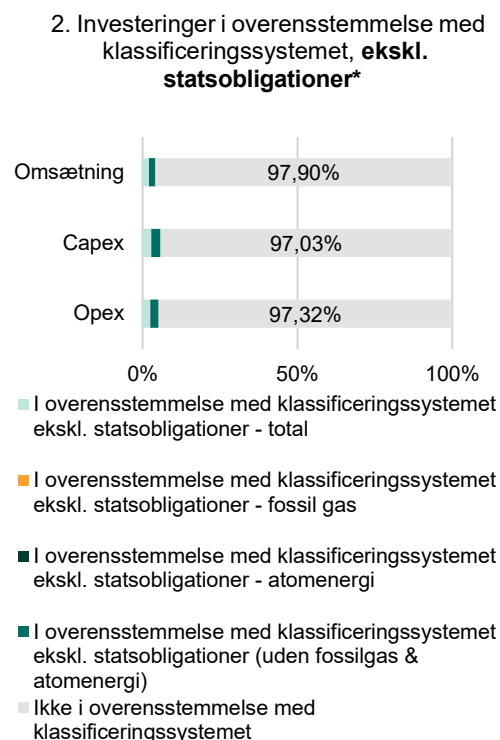 2. Investeringer i overensstemmelse med
klassificeringssystemet, ekskl.
statsobligationer*
Omsætning
97,90%
Capex
97,03%
Opex
97,32%
0%
50%
100%
I overensstemmelse med klassificeringssystemet
ekskl. statsobligationer - total
I overensstemmelse med klassificeringssystemet
ekskl. statsobligationer - fossil gas
I overensstemmelse med klassificeringssystemet
ekskl. statsobligationer - atomenergi
I overensstemmelse med klassificeringssystemet
ekskl. statsobligationer (uden fossilgas &
atomenergi)
Ikke i overensstemmelse med
klassificeringssystemet